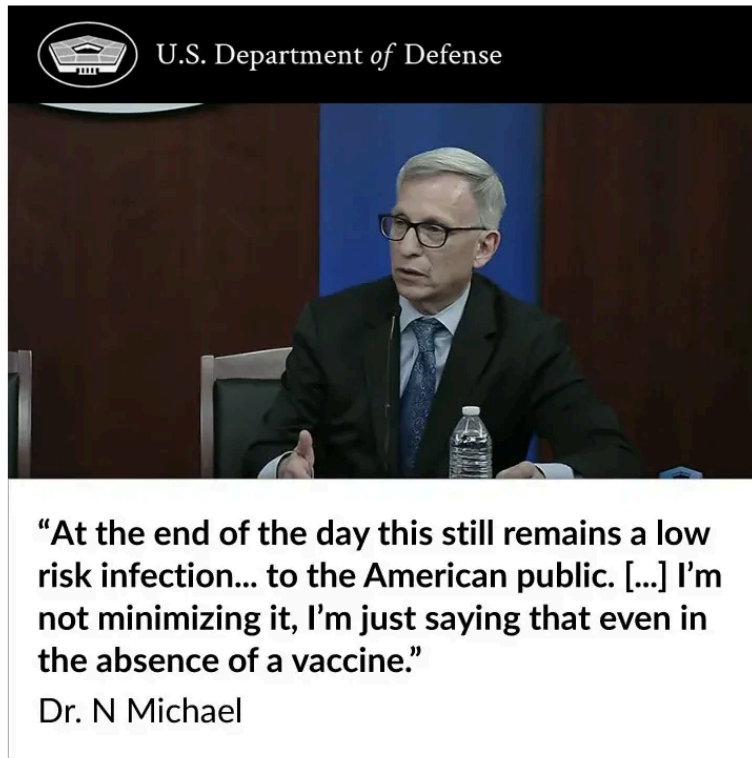 U.S. Department of Defense
“At the end of the day this still remains a low
risk infection... to the American public. [...] I’m
not minimizing it, I’m just saying that even in
the absence of a vaccine.”
Dr. N Michael